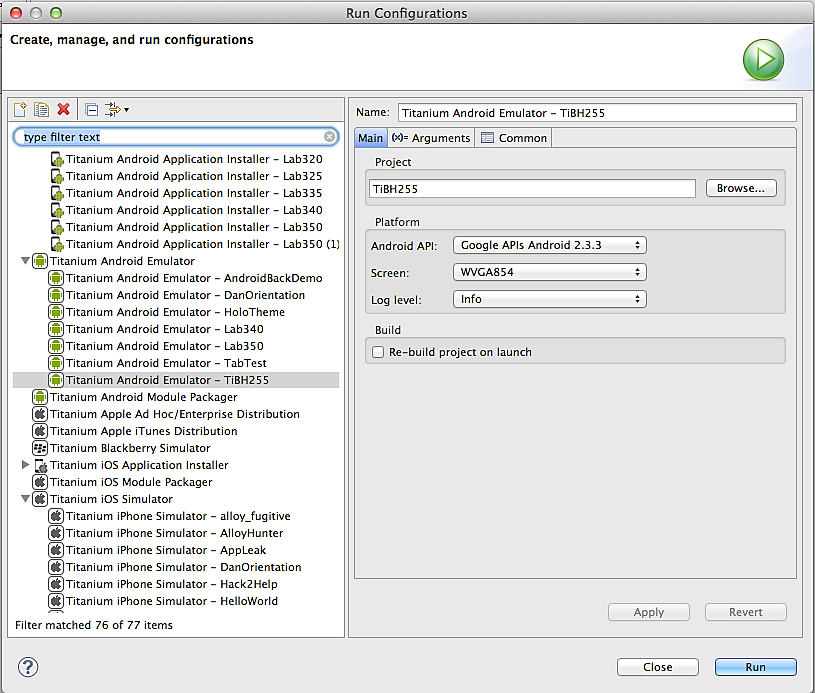 Run Configurations
Create, manage, and run configurations
type filter text
Titanium Android Application Installer - Lab320
Titanium Android Application Installer - Lab325
Titanium Android Application Installer - Lab335
Titanium Android Application Installer - Lab340
Titanium Android Application Installer - Lab350
Titanium Android Application Installer - Lab350 (1)
Titanium Android Emulator
Titanium Android Emulator - AndroidBackDemo
Titanium Android Emulator - DanOrientation
Titanium Android Emulator - HoloTheme
Titanium Android Emulator - Lab340
Titanium Android Emulator - Lab350
Titanium Android Emulator - TabTest
Titanium Android Emulator - TiBH255
Titanium Android Module Packager
Titanium Apple Ad Hoc/Enterprise Distribution
Titanium Apple iTunes Distribution
Titanium Blackberry Simulator
Titanium iOS Application Installer
Titanium iOS Module Packager
Titanium iOS Simulator
Titanium iPhone Simulator - alloy_fugitive
Titanium iPhone Simulator - AlloyHunter
Titanium iPhone Simulator - AppLeak
Titanium iPhone Simulator - DanOrientation
Titanium iPhone Simulator - Hack2Help
Titanium iPhone Simulator - HelloWorld
Filter matched 76 of 77 items
Name: Titanium Android Emulator - TiBH255
Main (x)= Arguments Common
Project
TiBH255 Browse...
Platform
Android API: Google APIs Android 2.3.3
Screen: WVGA854
Log level: Info
Build
Re-build project on launch
Apply Revert
? Close Run